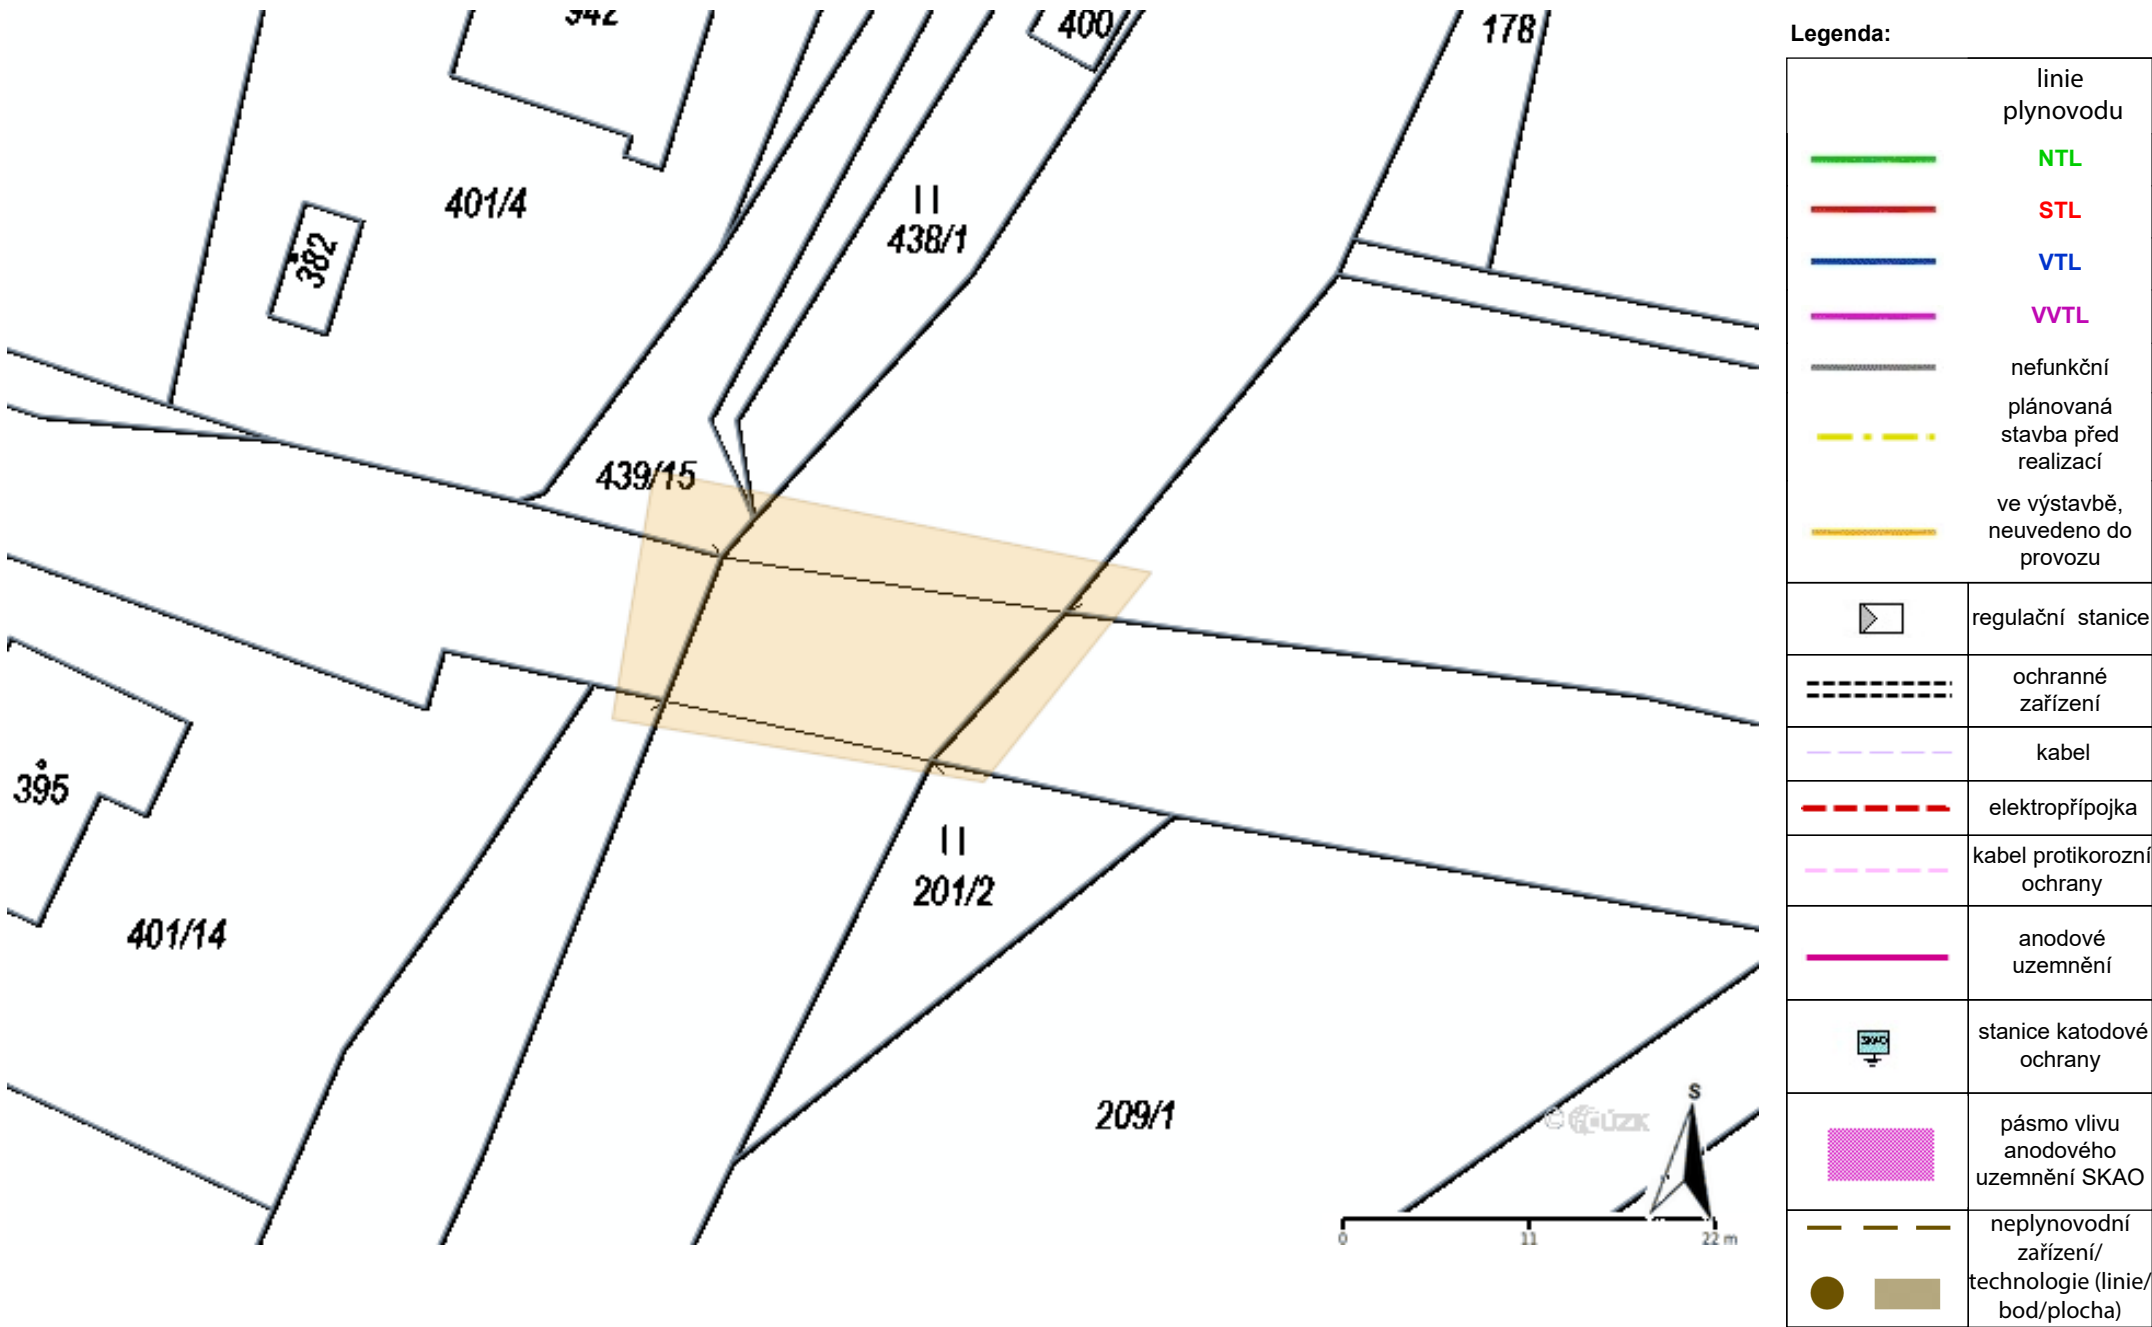 942
400
178
401/4
382
438/1
439/15
395
401/14
201/2
209/1
© ČÚZK
S
0
11
22 m
Legenda:
linie
plynovodu
NTL
STL
VTL
VVTL
nefunkční
plánovaná
stavba před
realizací
ve výstavbě,
neuvedeno do
provozu
regulační stanice
ochranné
zařízení
kabel
elektropřípojka
kabel protikorozní
ochrany
anodové
uzemnění
SKAO
stanice katodové
ochrany
pásmo vlivu
anodového
uzemnění SKAO
neplynovodní
zařízení/
technologie (linie/
bod/plocha)